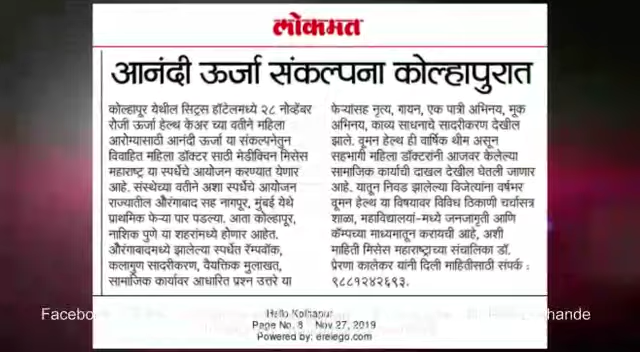 लोकमत
आनंदी ऊर्जा संकल्पना कोल्हापुरात
कोल्हापूर येथील सिट्रस हॉटेलमध्ये २८ नोव्हेंबर
रोजी ऊर्जा हेल्थ केअर च्या वतीने महिला
आरोग्यासाठी आनंदी ऊर्जा या संकल्पनेतुन
विवाहित महिला डॉक्टर साठी मेडीक्विन मिसेस
महाराष्ट्र या स्पर्धेचे आयोजन करण्यात येणार
आहे. संस्थेच्या वतीने अशा स्पर्धेचे आयोजन
राज्यातील औरंगाबाद सह नागपूर, मुंबई येथे
प्राथमिक फेऱ्या पार पडल्या. आता कोल्हापूर,
नाशिक पुणे या शहरांमध्ये होणार आहेत.
औरंगाबादमध्ये झालेल्या स्पर्धेत रॅम्पवॉक,
कलागुण सादरीकरण, वैयक्तिक मुलाखत,
सामाजिक कार्यावर आधारित प्रश्न उत्तरे या
फेऱ्यांसह नृत्य, गायन, एक पात्री अभिनय, मूक
अभिनय, काव्य साधनाचे सादरीकरण देखील
झाले. वूमन हेल्थ ही वार्षिक थीम असून
सहभागी महिला डॉक्टरांनी आजवर केलेल्या
सामाजिक कार्याची दाखल देखील घेतली जाणार
आहे. यातून निवड झालेल्या विजेत्यांना वर्षभर
वूमन हेल्थ या विषयावर विविध ठिकाणी चर्चासत्र
शाळा, महाविद्यालयां-मध्ये जनजागृती आणि
कॅम्पच्या माध्यमातून करायची आहे, अशी
माहिती मिसेस महाराष्ट्राच्या संचालिका डॉ.
प्रेरणा कालेकर यांनी दिली माहितीसाठी संपर्क :
९८८१२४२६९३.
Facebook
Hello Kolhapur
Page No. 8 Nov 27, 2019
Powered by: erelego.com